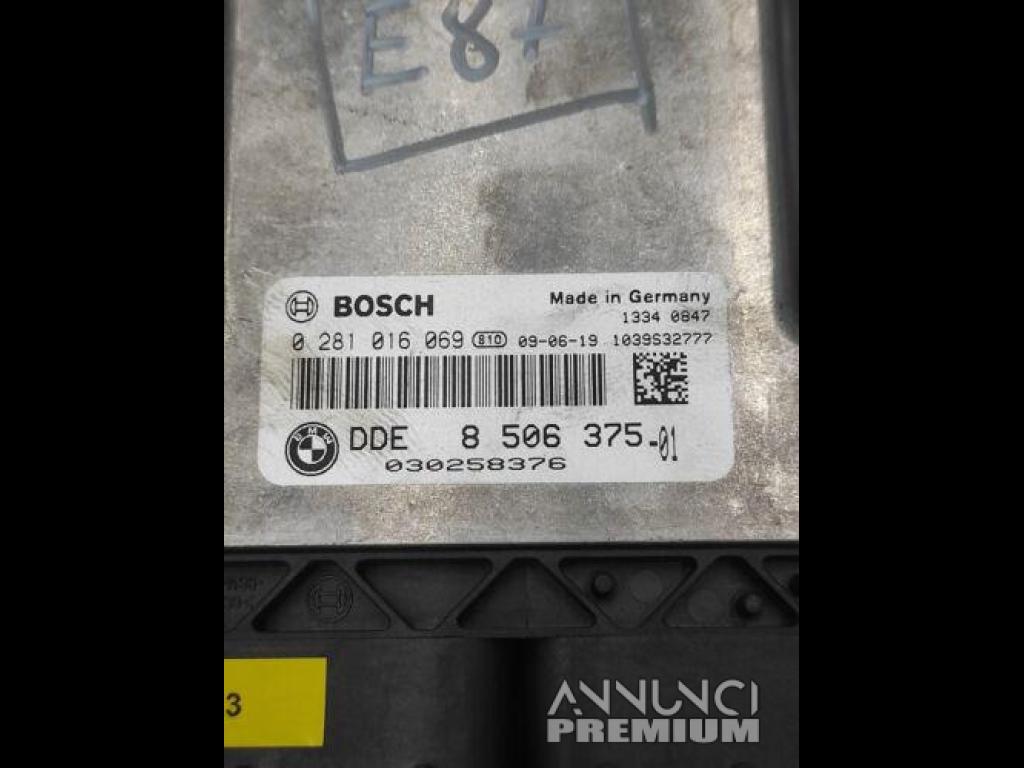 E87
BOSCH Made in Germany
1334 0847
0 281 016 069 810 09-06-19 1039S32777
BMW DDE 8 506 375-01
030258376
3
ANNUNCI
PREMIUM